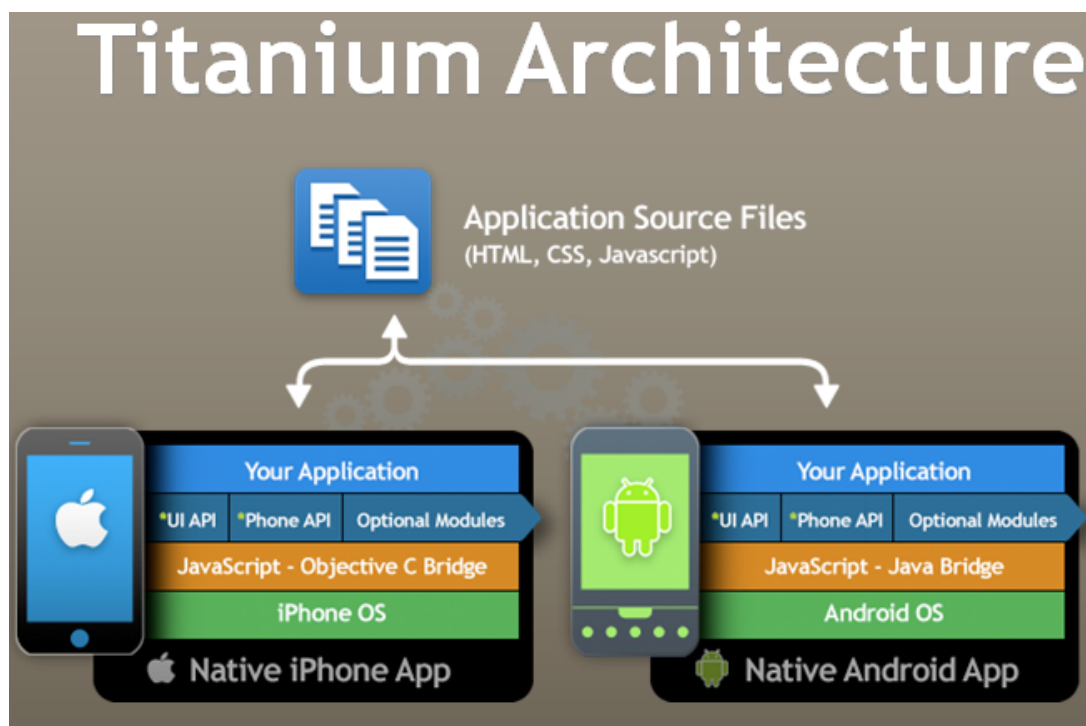 Titanium Architecture
Application Source Files
(HTML, CSS, Javascript)
Your Application
*UI API
*Phone API
Optional Modules
JavaScript - Objective C Bridge
iPhone OS
Native iPhone App
Your Application
*UI API
*Phone API
Optional Modules
JavaScript - Java Bridge
Android OS
Native Android App